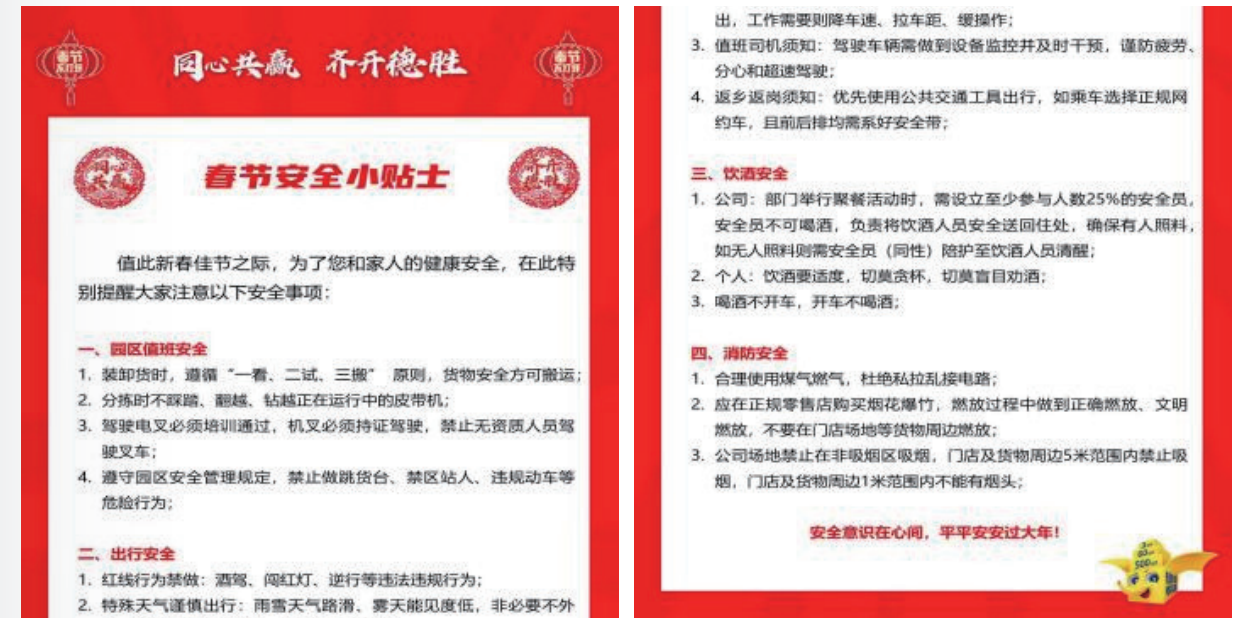 同心共赢 齐开德胜
春节安全小贴士
值此新春佳节之际，为了您和家人的健康安全，在此特
别提醒大家注意以下安全事项：
一、园区值班安全
1. 装卸货时，遵循“一看、二试、三搬” 原则，货物安全方可搬运；
2. 分拣时不踩踏、翻越、钻越正在运行中的皮带机；
3. 驾驶电叉必须培训通过，机叉必须持证驾驶，禁止无资质人员驾
驶叉车；
4. 遵守园区安全管理规定，禁止做跳货台、禁区站人、违规动车等
危险行为；
二、出行安全
1. 红线行为禁做：酒驾、闯红灯、逆行等违法违规行为；
2. 特殊天气谨慎出行：雨雪天气路滑、雾天能见度低，非必要不外
出，工作需要则降车速、拉车距、缓操作；
3. 值班司机须知：驾驶车辆需做到设备监控并及时干预，谨防疲劳、
分心和超速驾驶；
4. 返乡返岗须知：优先使用公共交通工具出行，如乘车选择正规网
约车，且前后排均需系好安全带；
三、饮酒安全
1. 公司：部门举行聚餐活动时，需设立至少参与人数25%的安全员，
安全员不可喝酒，负责将饮酒人员安全送回住处，确保有人照料，
如无人照料则需安全员（同性）陪护至饮酒人员清醒；
2. 个人：饮酒要适度，切莫贪杯，切莫盲目劝酒；
3. 喝酒不开车，开车不喝酒；
四、消防安全
1. 合理使用煤气燃气，杜绝私拉乱接电路；
2. 应在正规零售店购买烟花爆竹，燃放过程中做到正确燃放、文明
燃放，不要在门店场地等货物周边燃放；
3. 公司场地禁止在非吸烟区吸烟，门店及货物周边5米范围内禁止吸
烟，门店及货物周边1米范围内不能有烟头；
安全意识在心间，平平安安过大年！